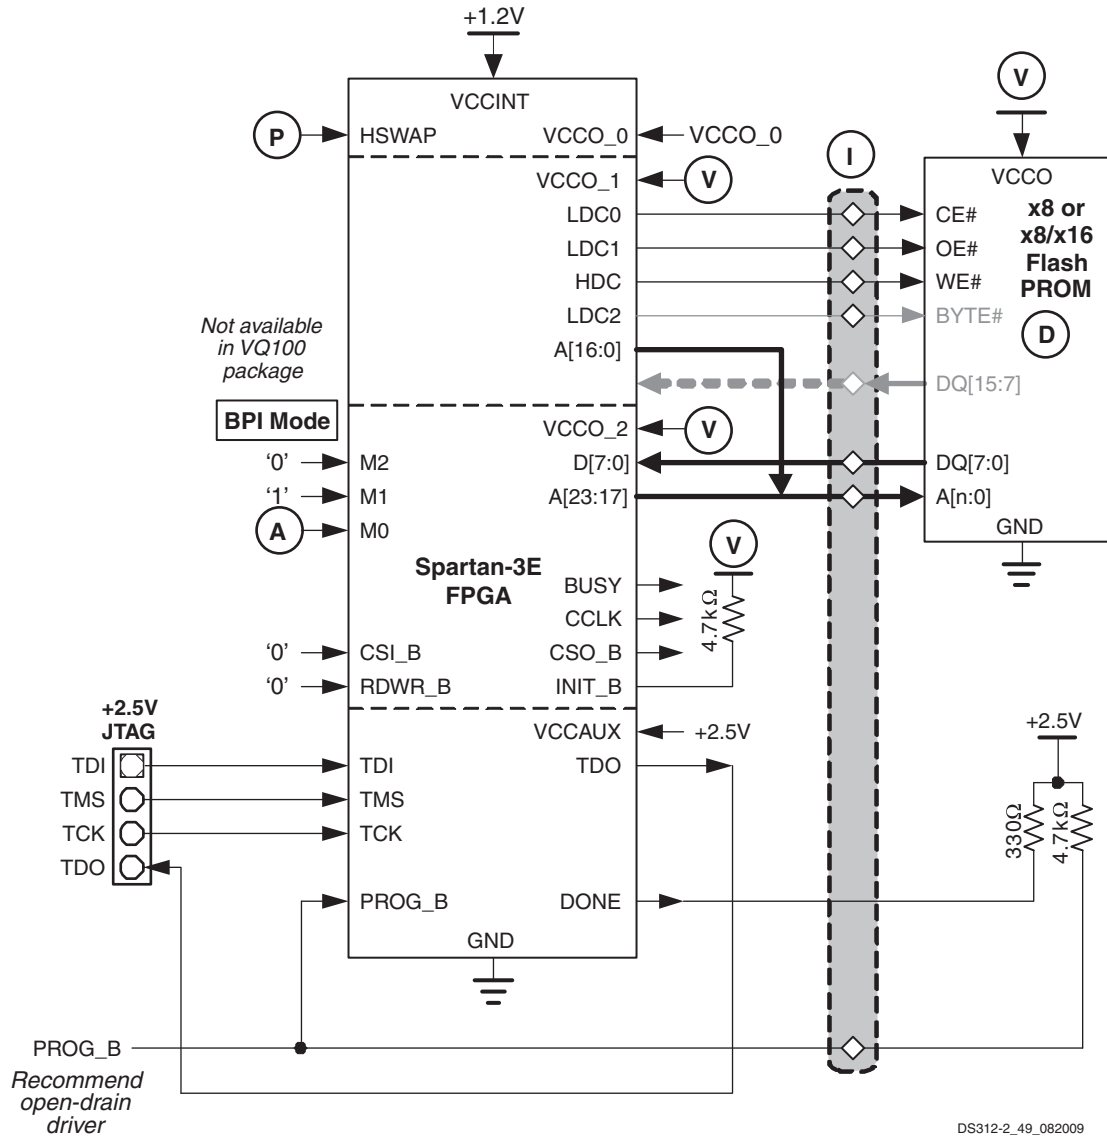 +1.2V
VCCINT
P
HSWAP
VCCO_0
VCCO_0
I
V
VCCO_1
V
VCCO
LDC0
CE#
x8 or
x8/x16
Flash
PROM
D
LDC1
OE#
HDC
WE#
LDC2
BYTE#
Not available
in VQ100
package
A[16:0]
DQ[15:7]
BPI Mode
VCCO_2
V
'0'
M2
D[7:0]
DQ[7:0]
'1'
M1
A[23:17]
A[n:0]
A
M0
GND
Spartan-3E
FPGA
V
4.7kΩ
BUSY
CCLK
'0'
CSI_B
CSO_B
'0'
RDWR_B
INIT_B
+2.5V
JTAG
VCCAUX
+2.5V
+2.5V
TDI
TDI
TDO
TMS
TMS
TCK
TCK
TDO
330Ω
4.7kΩ
PROG_B
DONE
GND
PROG_B
Recommend
open-drain
driver
DS312-2_49_082009